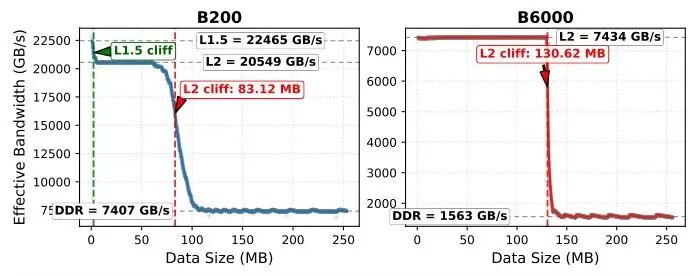 B200
Effective Bandwidth (GB/s)
22500
20000
17500
15000
12500
10000
75
L1.5 = 22465 GB/s
L1.5 cliff
L2 = 20549 GB/s
L2 cliff: 83.12 MB
DDR = 7407 GB/s
0
50
100
150
200
250
Data Size (MB)
B6000
7000
6000
5000
4000
3000
2000
L2 = 7434 GB/s
L2 cliff: 130.62 MB
DDR = 1563 GB/s
0
50
100
150
200
250
Data Size (MB)